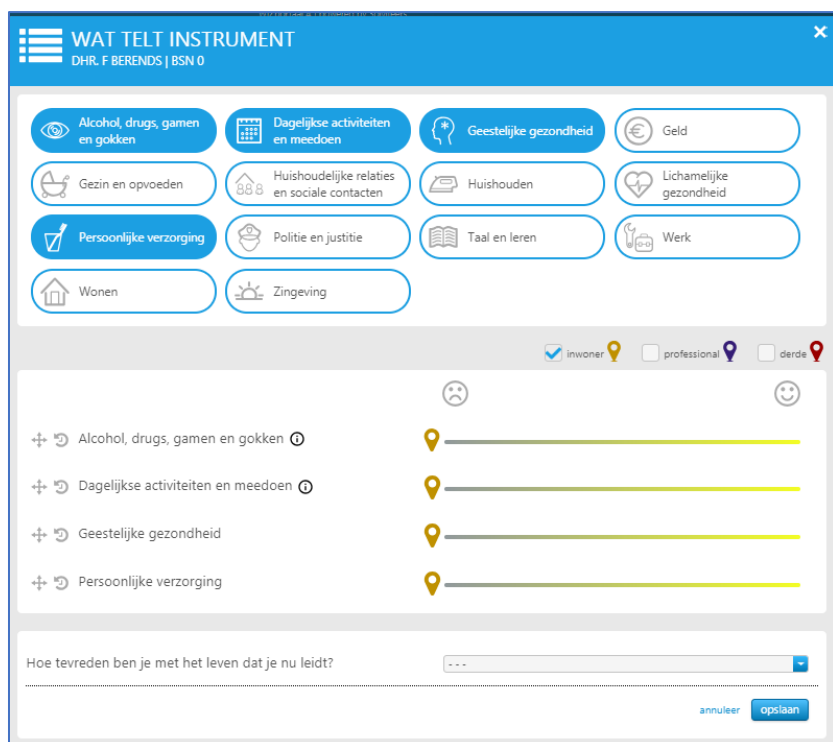 WAT TELT INSTRUMENT
DHR. F BERENDS | BSN 0
Alcohol, drugs, gamen
en gokken
Dagelijkse activiteiten
en meedoen
Geestelijke gezondheid
Geld
Gezin en opvoeden
Huishoudelijke relaties
en sociale contacten
Huishouden
Lichamelijke
gezondheid
Persoonlijke verzorging
Politie en justitie
Taal en leren
Werk
Wonen
Zingeving
inwoner
professional
derde
Alcohol, drugs, gamen en gokken
Dagelijkse activiteiten en meedoen
Geestelijke gezondheid
Persoonlijke verzorging
Hoe tevreden ben je met het leven dat je nu leidt?
- - -
annuleer
opslaan